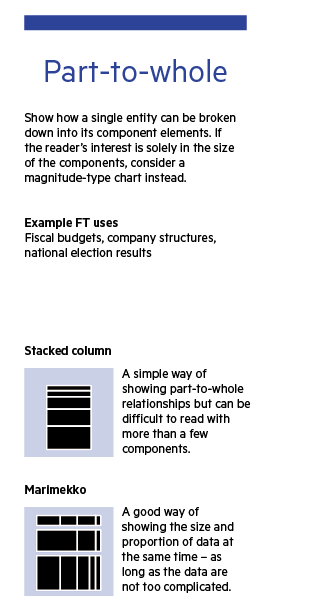 Part-to-whole
Show how a single entity can be broken
down into its component elements. If
the reader’s interest is solely in the size
of the components, consider a
magnitude-type chart instead.
Example FT uses
Fiscal budgets, company structures,
national election results
Stacked column
A simple way of
showing part-to-whole
relationships but can be
difficult to read with
more than a few
components.
Marimekko
A good way of
showing the size and
proportion of data at
the same time – as
long as the data are
not too complicated.